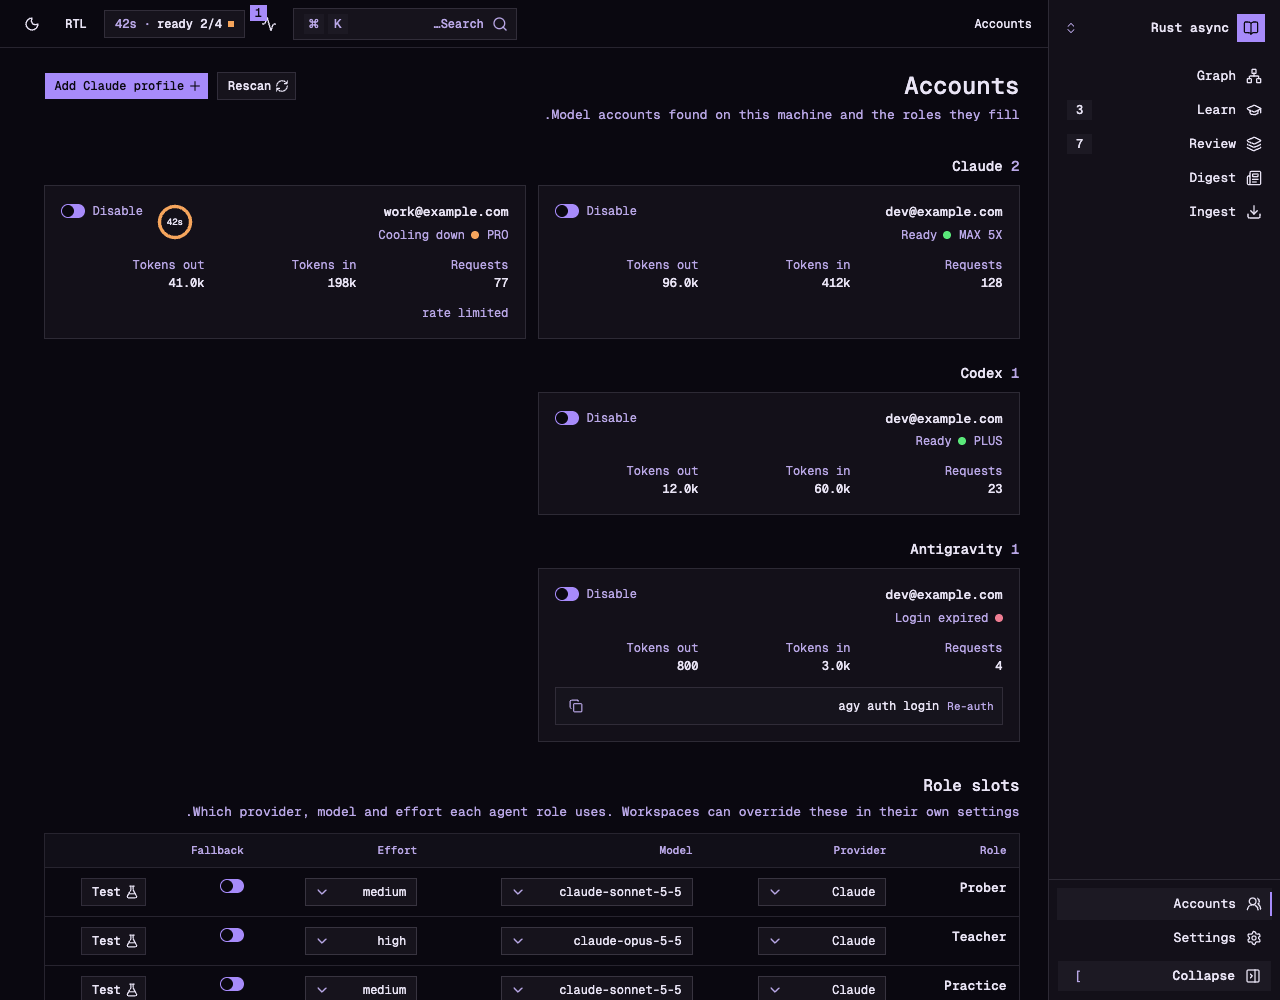 RTL
42s · ready 2/4
1
⌘ K
…Search
Accounts
Rust async
Graph
Learn 3
Review 7
Digest
Ingest
Accounts
Settings
Collapse [
Accounts
.Model accounts found on this machine and the roles they fill
Add Claude profile
Rescan
Claude 2
dev@example.com
Disable
Ready MAX 5X
Requests Tokens in Tokens out
128 412k 96.0k
work@example.com
42s
Disable
Cooling down PRO
Requests Tokens in Tokens out
77 198k 41.0k
rate limited
Codex 1
dev@example.com
Disable
Ready PLUS
Requests Tokens in Tokens out
23 60.0k 12.0k
Antigravity 1
dev@example.com
Disable
Login expired
Requests Tokens in Tokens out
4 3.0k 800
agy auth login Re-auth
Role slots
.Which provider, model and effort each agent role uses. Workspaces can override these in their own settings
Role Provider Model Effort Fallback
Prober Claude claude-sonnet-5-5 medium Test
Teacher Claude claude-opus-5-5 high Test
Practice Claude claude-sonnet-5-5 medium Test